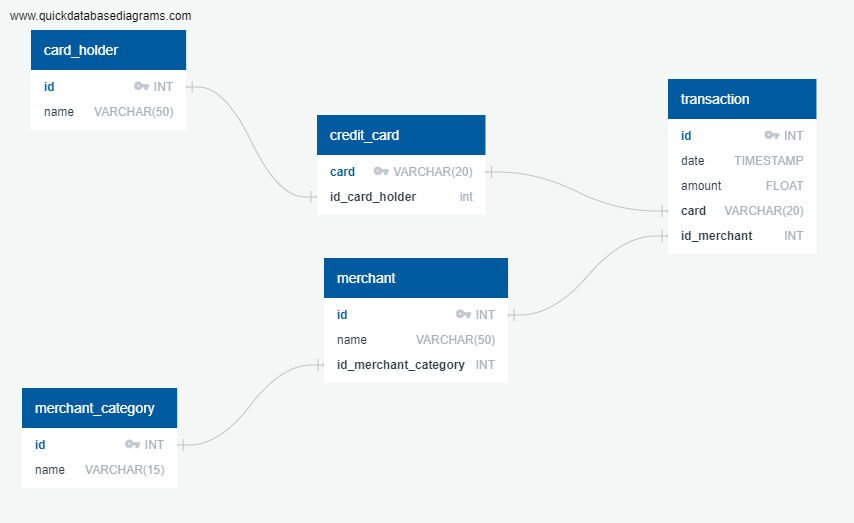 www.quickdatabasediagrams.com
card_holder
id INT
name VARCHAR(50)
credit_card
card VARCHAR(20)
id_card_holder int
transaction
id INT
date TIMESTAMP
amount FLOAT
card VARCHAR(20)
id_merchant INT
merchant
id INT
name VARCHAR(50)
id_merchant_category INT
merchant_category
id INT
name VARCHAR(15)